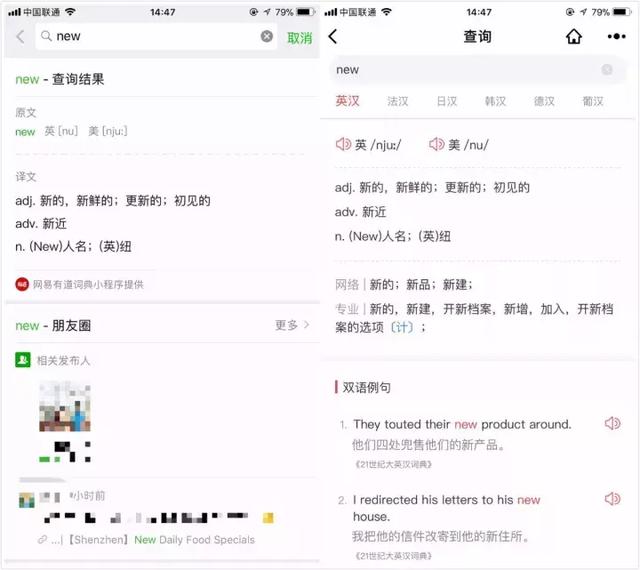 中国联通 14:47 79%
new 取消
new - 查询结果
原文
new 英 [nu] 美 [nju:]
译文
adj. 新的，新鲜的；更新的；初见的
adv. 新近
n. (New)人名；(英)纽
网易有道词典小程序提供
new - 朋友圈 更多
相关发布人
小时前
...|【Shenzhen】New Daily Food Specials
中国联通 14:47 79%
查询
new
英汉 法汉 日汉 韩汉 德汉 葡汉
英 /nju:/ 美 /nu/
adj. 新的，新鲜的；更新的；初见的
adv. 新近
n. (New)人名；(英)纽
网络 | 新的；新品；新建；
专业 | 新的，新建，开新档案，新增，加入，开新档
案的选项〔计〕；
双语例句
1. They touted their new product around.
他们四处兜售他们的新产品。
《21世纪大英汉词典》
2. I redirected his letters to his new
house.
我把他的信件改寄到他的新住所。
《21世纪大英汉词典》